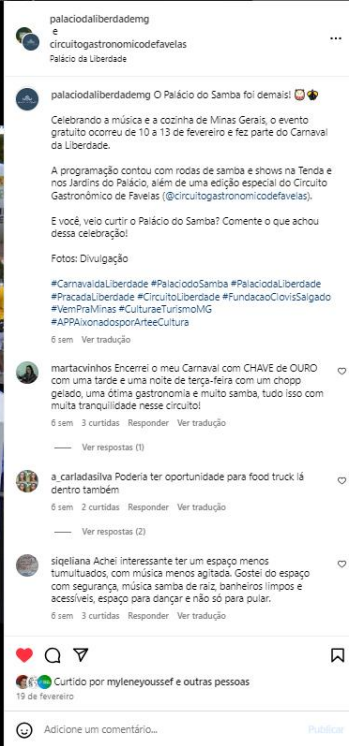 palaciodaliberdademg
e
circuitogastronomicodefavelas
Palácio da Liberdade
palaciodaliberdademg O Palácio do Samba foi demais!
Celebrando a música e a cozinha de Minas Gerais, o evento
gratuito ocorreu de 10 a 13 de fevereiro e fez parte do Carnaval
da Liberdade.
A programação contou com rodas de samba e shows na Tenda e
nos Jardins do Palácio, além de uma edição especial do Circuito
Gastronômico de Favelas (@circuitogastronomicodefavelas).
E você, veio curtir o Palácio do Samba? Comente o que achou
dessa celebração!
Fotos: Divulgação
#CarnavaldaLiberdade #PalaciodoSamba #PalaciodaLiberdade
#PracadaLiberdade #CircuitoLiberdade #FundacaoClovisSalgado
#VemPraMinas #CulturaeTurismoMG
#APPAixonadosporArteeCultura
6 sem Ver tradução
martacvinhos Encerrei o meu Carnaval com CHAVE de OURO
com uma tarde e uma noite de terça-feira com um chopp
gelado, uma ótima gastronomia e muito samba, tudo isso com
muita tranquilidade nesse circuito!
6 sem 3 curtidas Responder Ver tradução
Ver respostas (1)
a_carladasilva Poderia ter oportunidade para food truck lá
dentro também
6 sem 2 curtidas Responder Ver tradução
Ver respostas (2)
siqeliana Achei interessante ter um espaço menos
tumultuados, com música menos agitada. Gostei do espaço
com segurança, música samba de raiz, banheiros limpos e
acessíveis, espaço para dançar e não só para pular.
6 sem 3 curtidas Responder Ver tradução
Curtido por myleneyoussef e outras pessoas
19 de fevereiro
Adicione um comentário...
Publicar